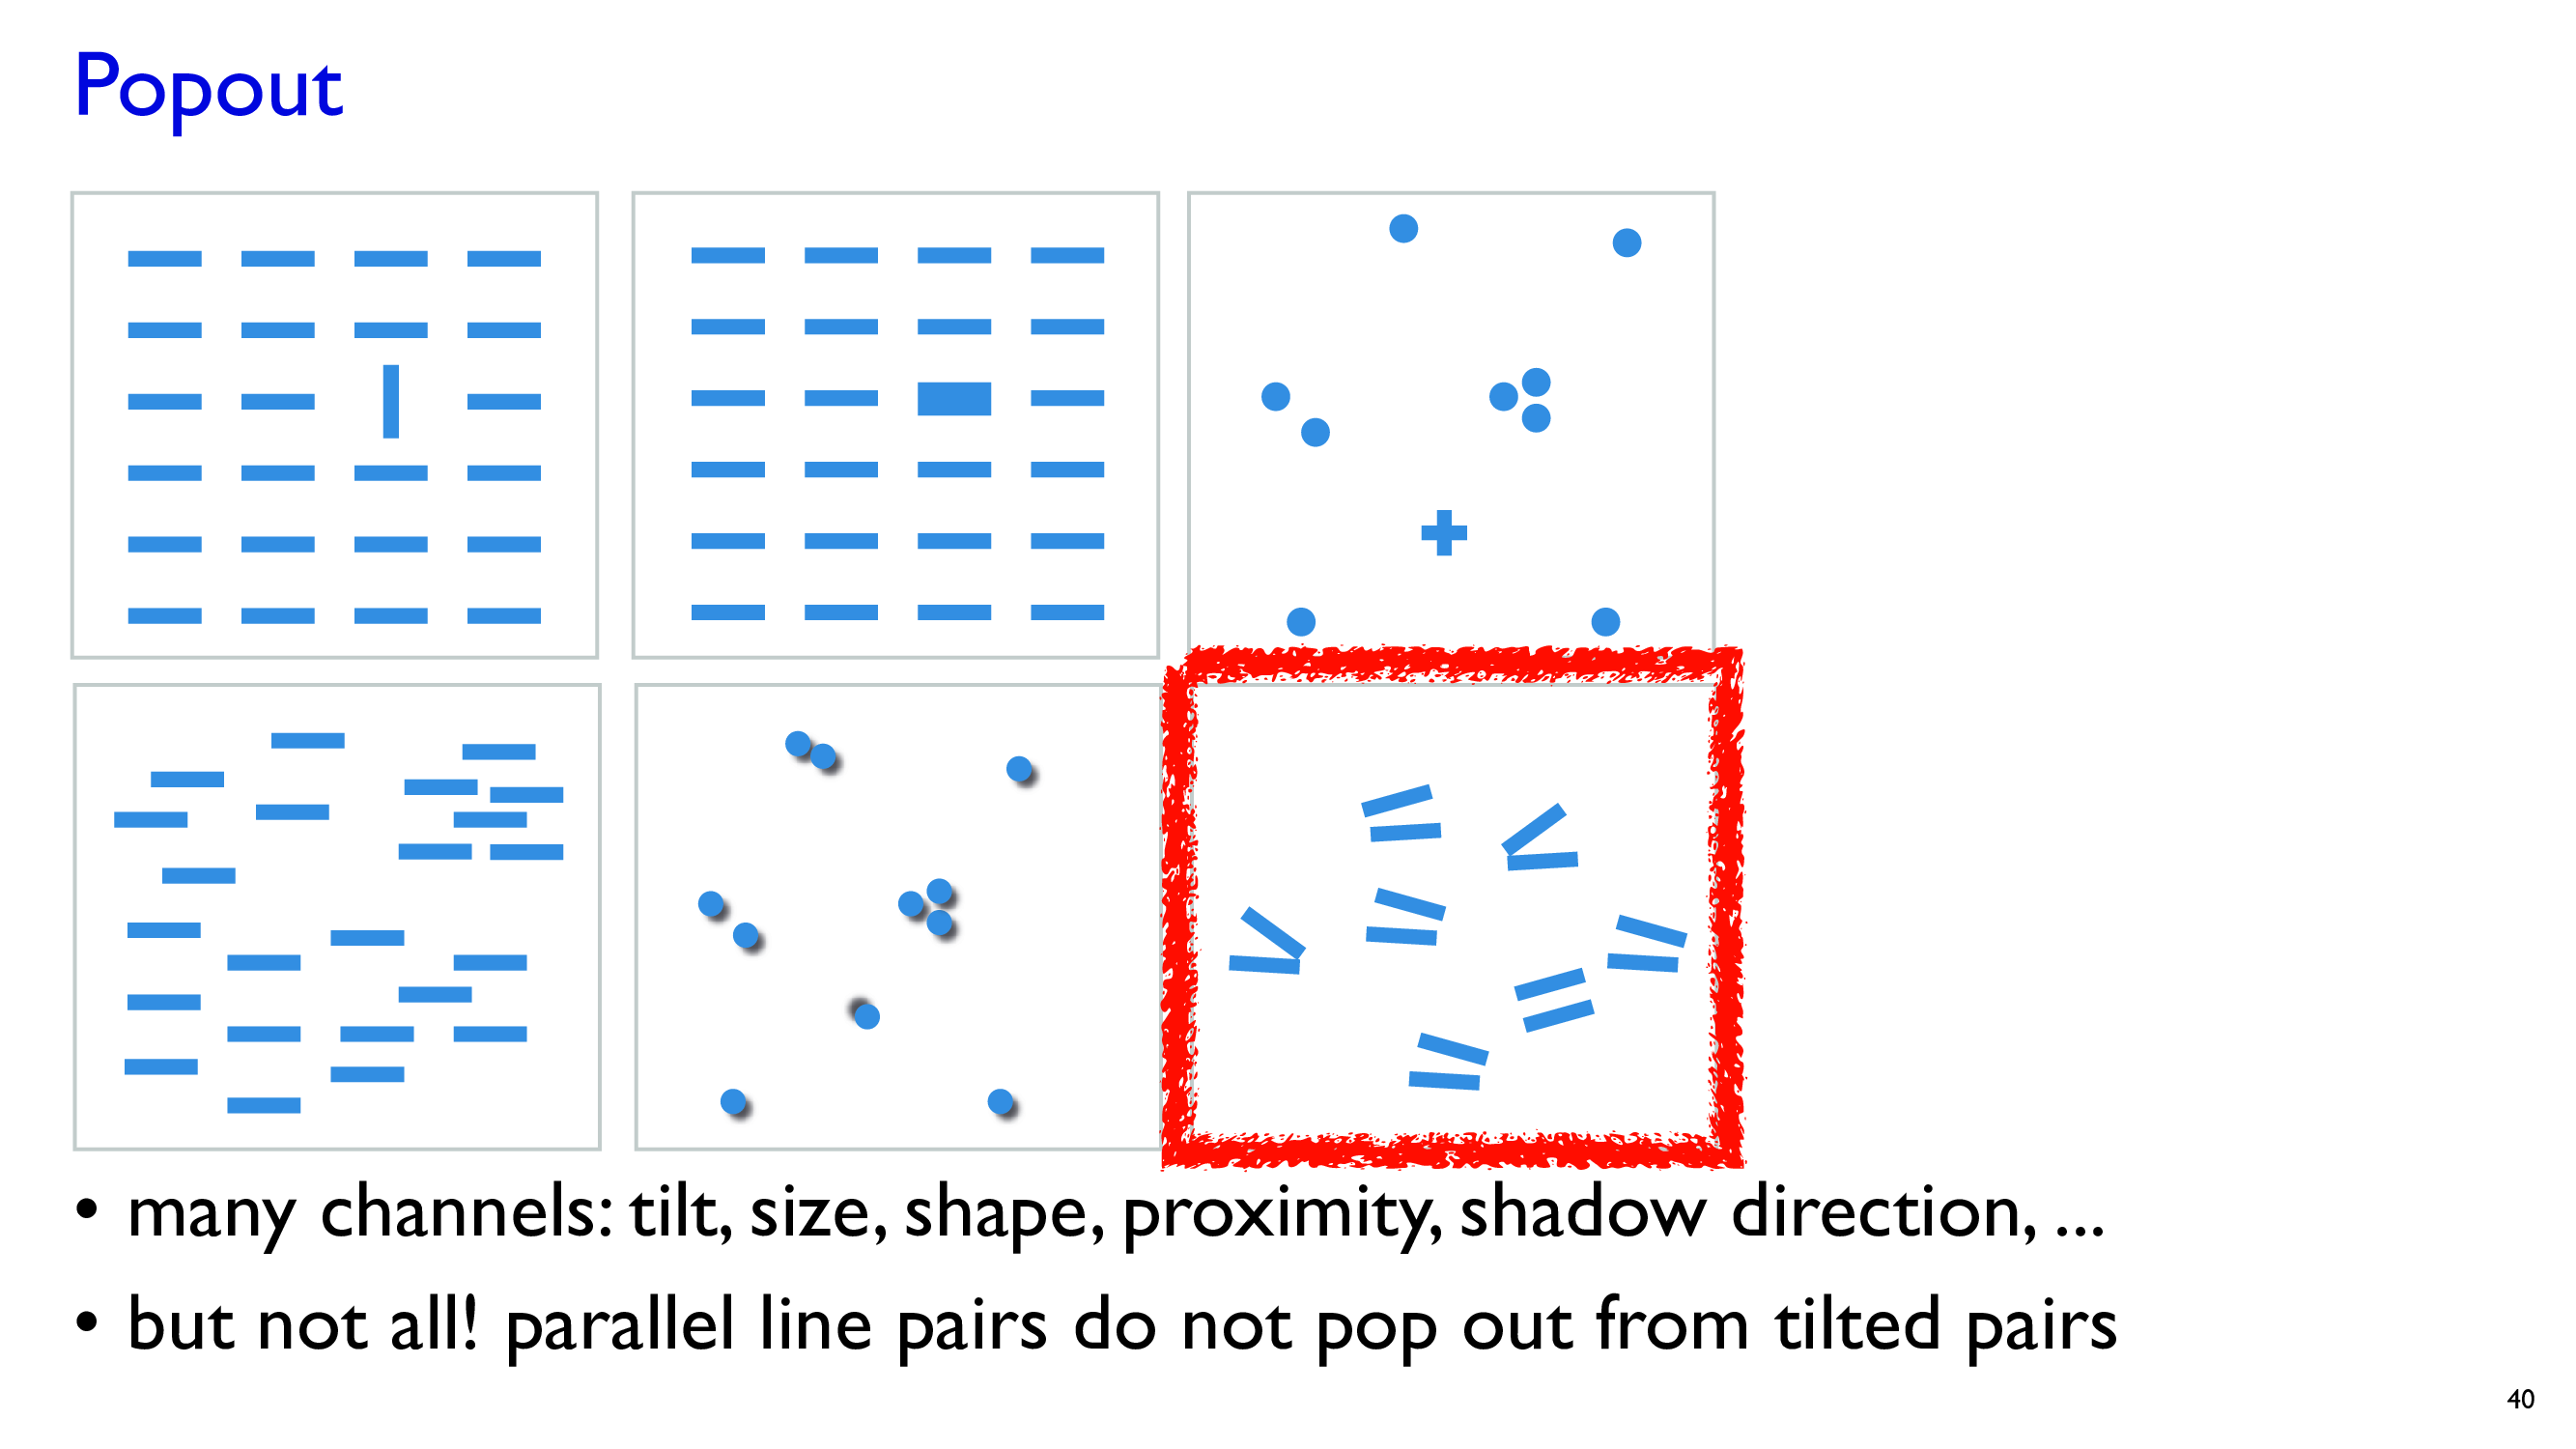 Popout
• many channels: tilt, size, shape, proximity, shadow direction, ...
• but not all! parallel line pairs do not pop out from tilted pairs
40